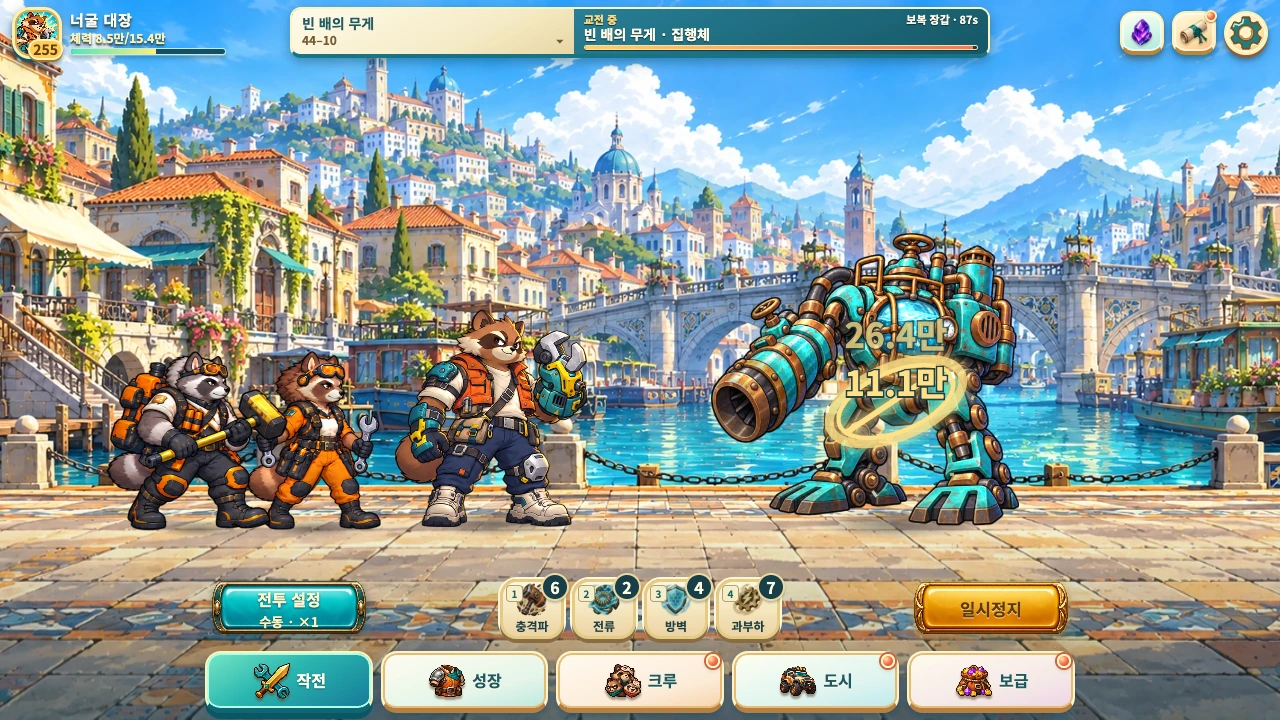 너굴 대장
255
체력 8.5만/15.4만
빈 배의 무게
44-10
교전 중
보복 장갑 · 87s
빈 배의 무게 · 집행체
26.4만
11.1만
전투 설정
수동 · ×1
1 6
충격파
2 2
전류
3 4
방벽
4 7
과부하
일시정지
작전
성장
크루
도시
보급